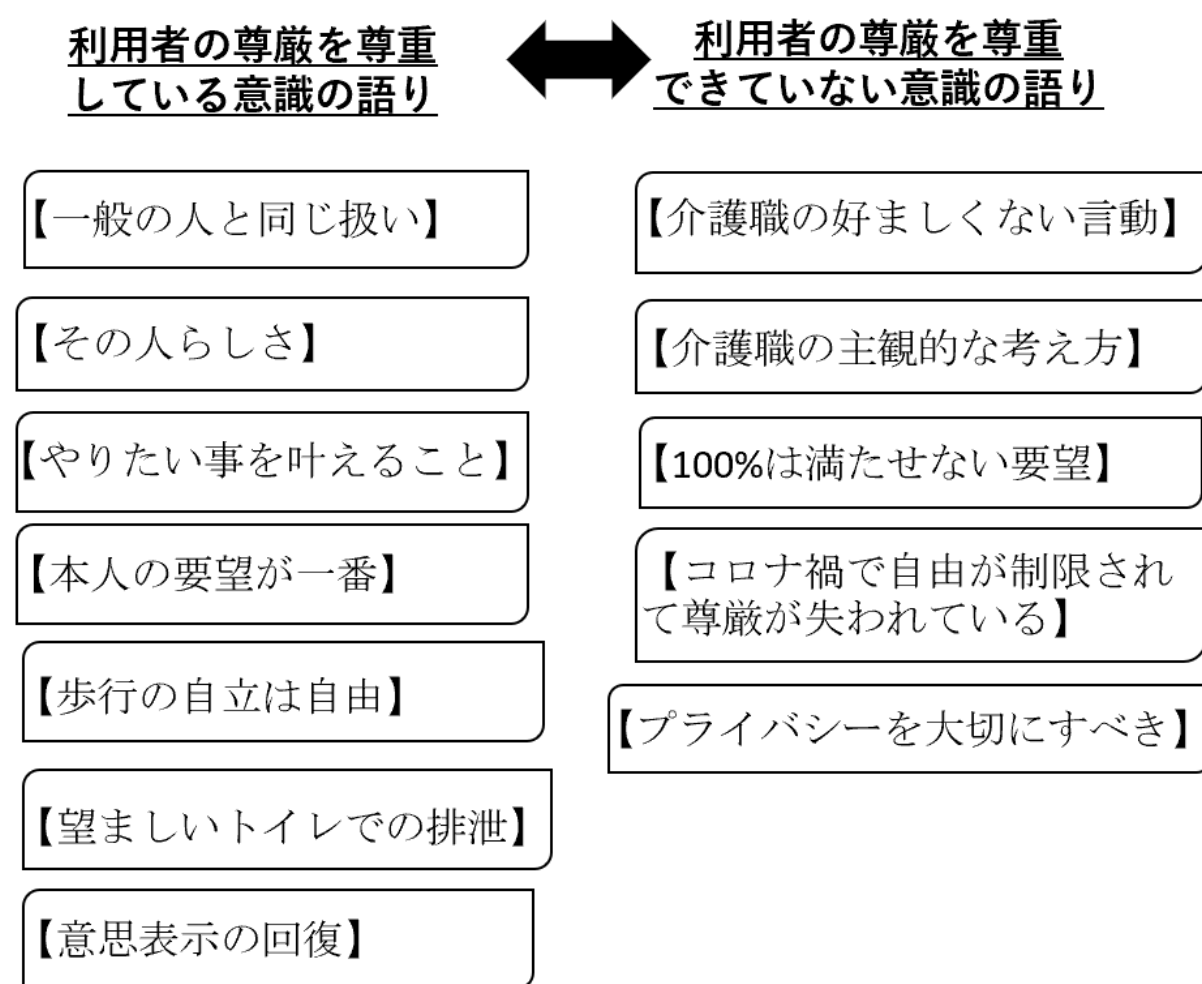 利用者の尊厳を尊重
している意識の語り
利用者の尊厳を尊重
できていない意識の語り
【一般の人と同じ扱い】
【その人らしさ】
【やりたい事を叶えること】
【本人の要望が一番】
【歩行の自立は自由】
【望ましいトイレでの排泄】
【意思表示の回復】
【介護職の好ましくない言動】
【介護職の主観的な考え方】
【100%は満たせない要望】
【コロナ禍で自由が制限され
て尊厳が失われている】
【プライバシーを大切にすべき】